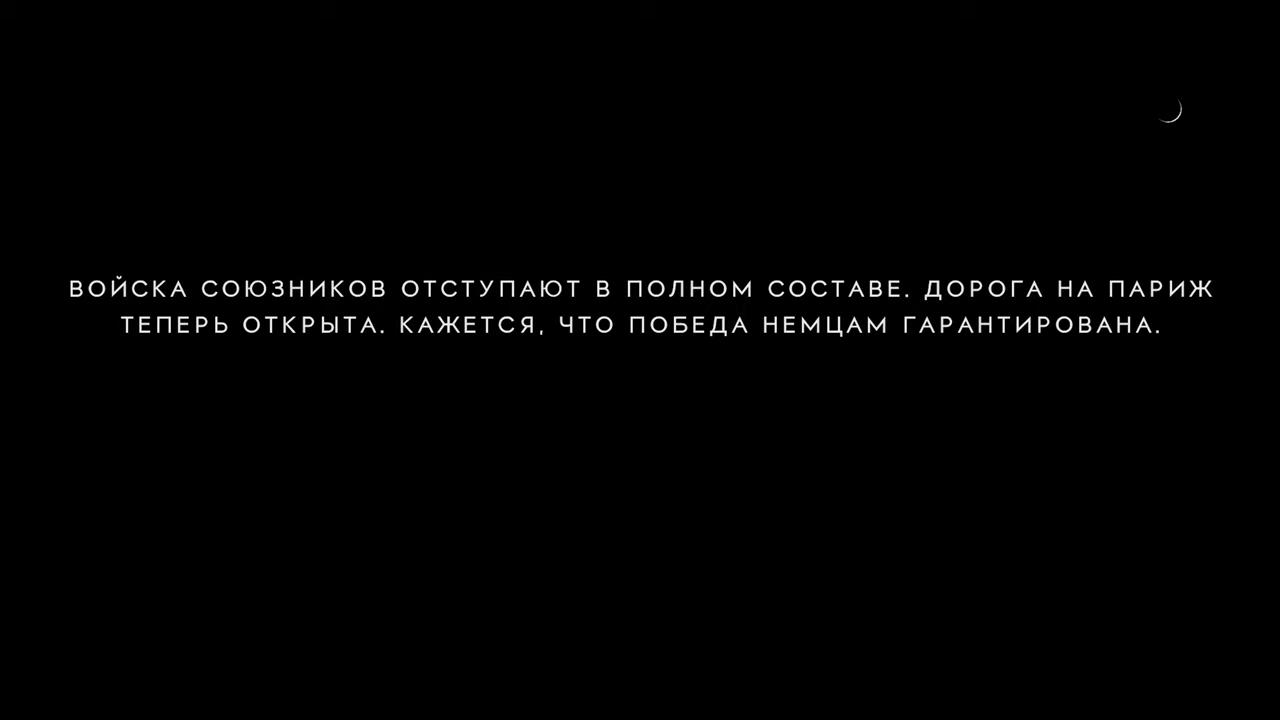 ВОЙСКА СОЮЗНИКОВ ОТСТУПАЮТ В ПОЛНОМ СОСТАВЕ. ДОРОГА НА ПАРИЖ
ТЕПЕРЬ ОТКРЫТА. КАЖЕТСЯ, ЧТО ПОБЕДА НЕМЦАМ ГАРАНТИРОВАНА.